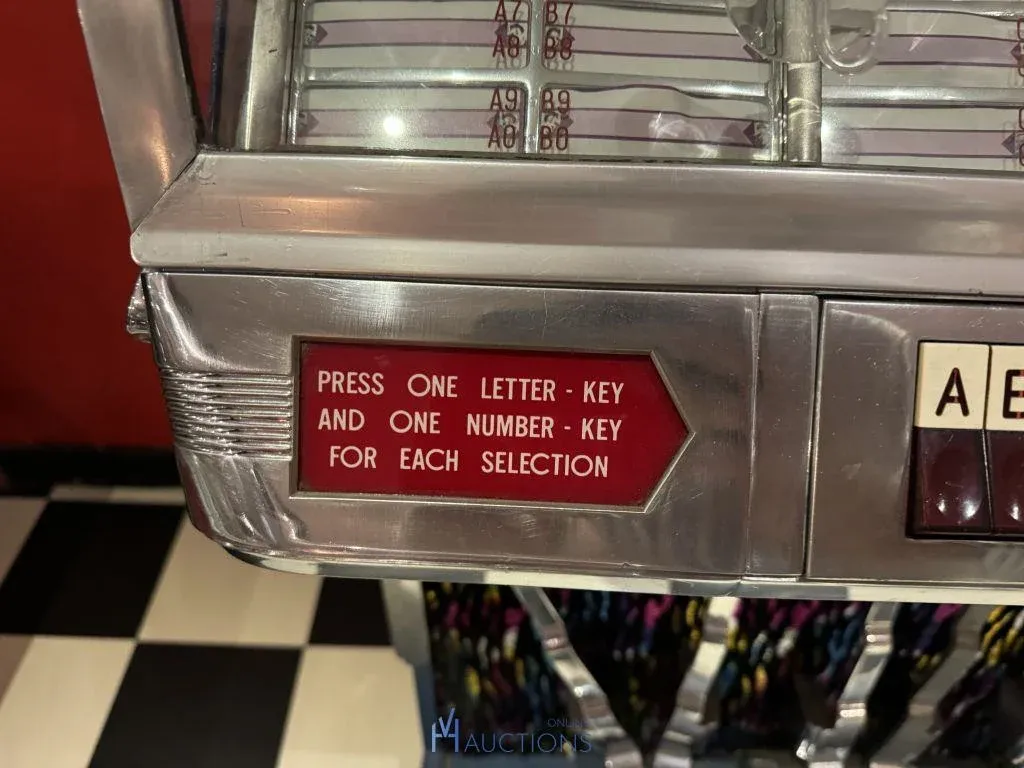 A7 B7
A8 B8
A9 B9
A0 B0
PRESS ONE LETTER - KEY
AND ONE NUMBER - KEY
FOR EACH SELECTION
A
ONLINE
AUCTIONS